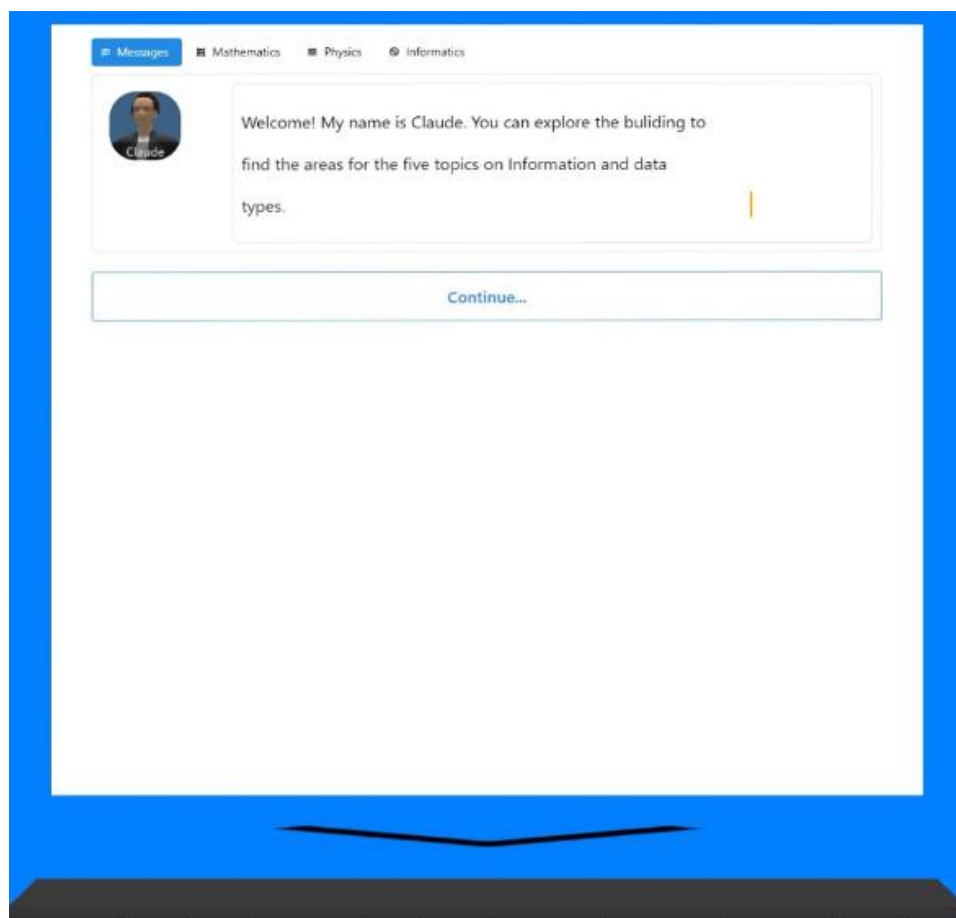 Messages Mathematics Physics Informatics
Claude
Welcome! My name is Claude. You can explore the buliding to
find the areas for the five topics on Information and data
types.
Continue...